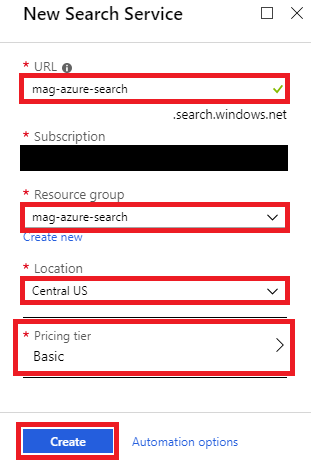 New Search Service
* URL
mag-azure-search
.search.windows.net
* Subscription
* Resource group
mag-azure-search
Create new
* Location
Central US
* Pricing tier
Basic
Create
Automation options